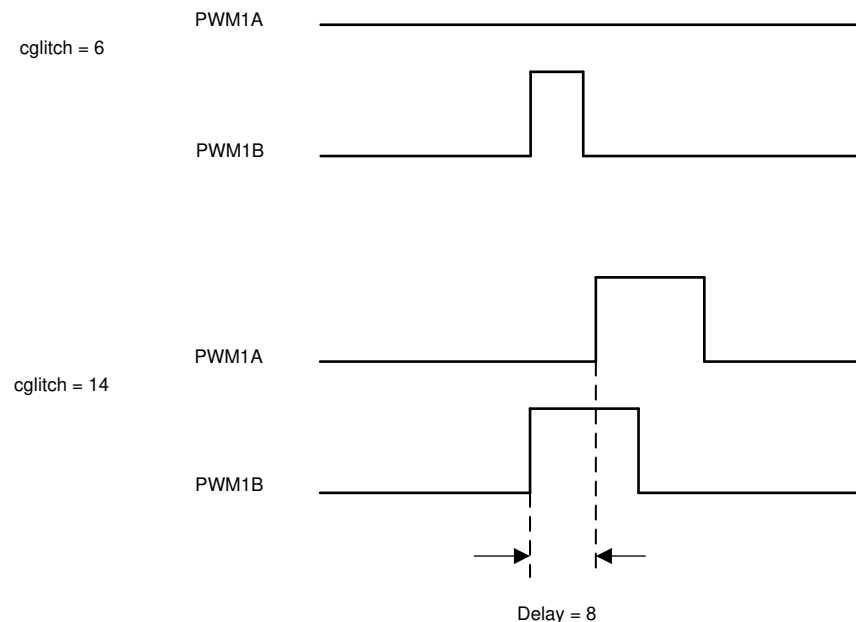 PWM1A
cglitch = 6
PWM1B
PWM1A
cglitch = 14
PWM1B
Delay = 8